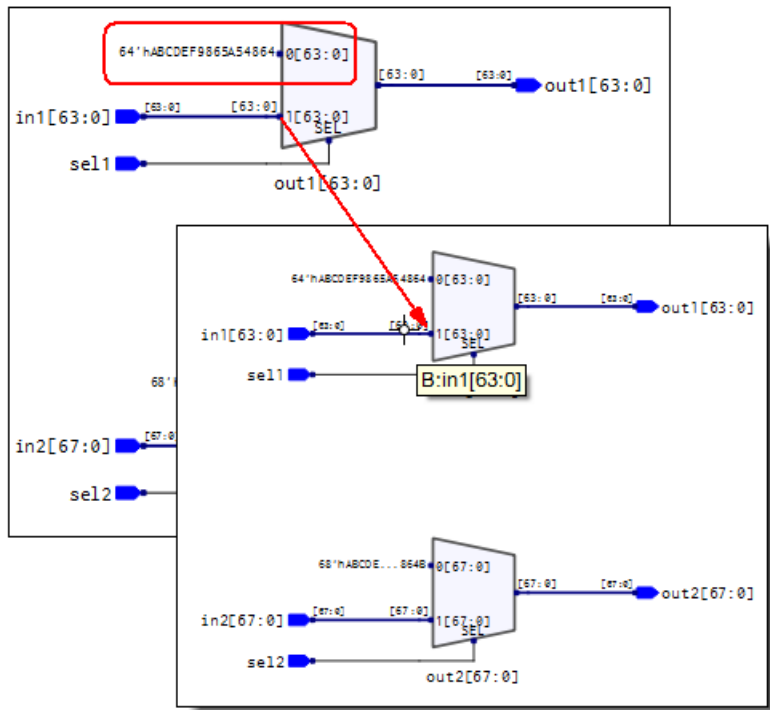 64'hABCDEF9865A54864 0[63:0]
[63:0] [63:0] out1[63:0]
in1[63:0] [63:0] [63:0] 1[63:0]
SEL
sel1
out1[63:0]
68'h
in2[67:0] [67:0]
sel2
64'hABCDEF9865A54864 0[63:0]
[63:0] [63:0] out1[63:0]
in1[63:0] [63:0] 1[63:0]
SEL
sel1
B:in1[63:0]
68'hABCDE...864B 0[67:0]
[67:0] [67:0] out2[67:0]
in2[67:0] [67:0] [67:0] 1[67:0]
SEL
sel2
out2[67:0]